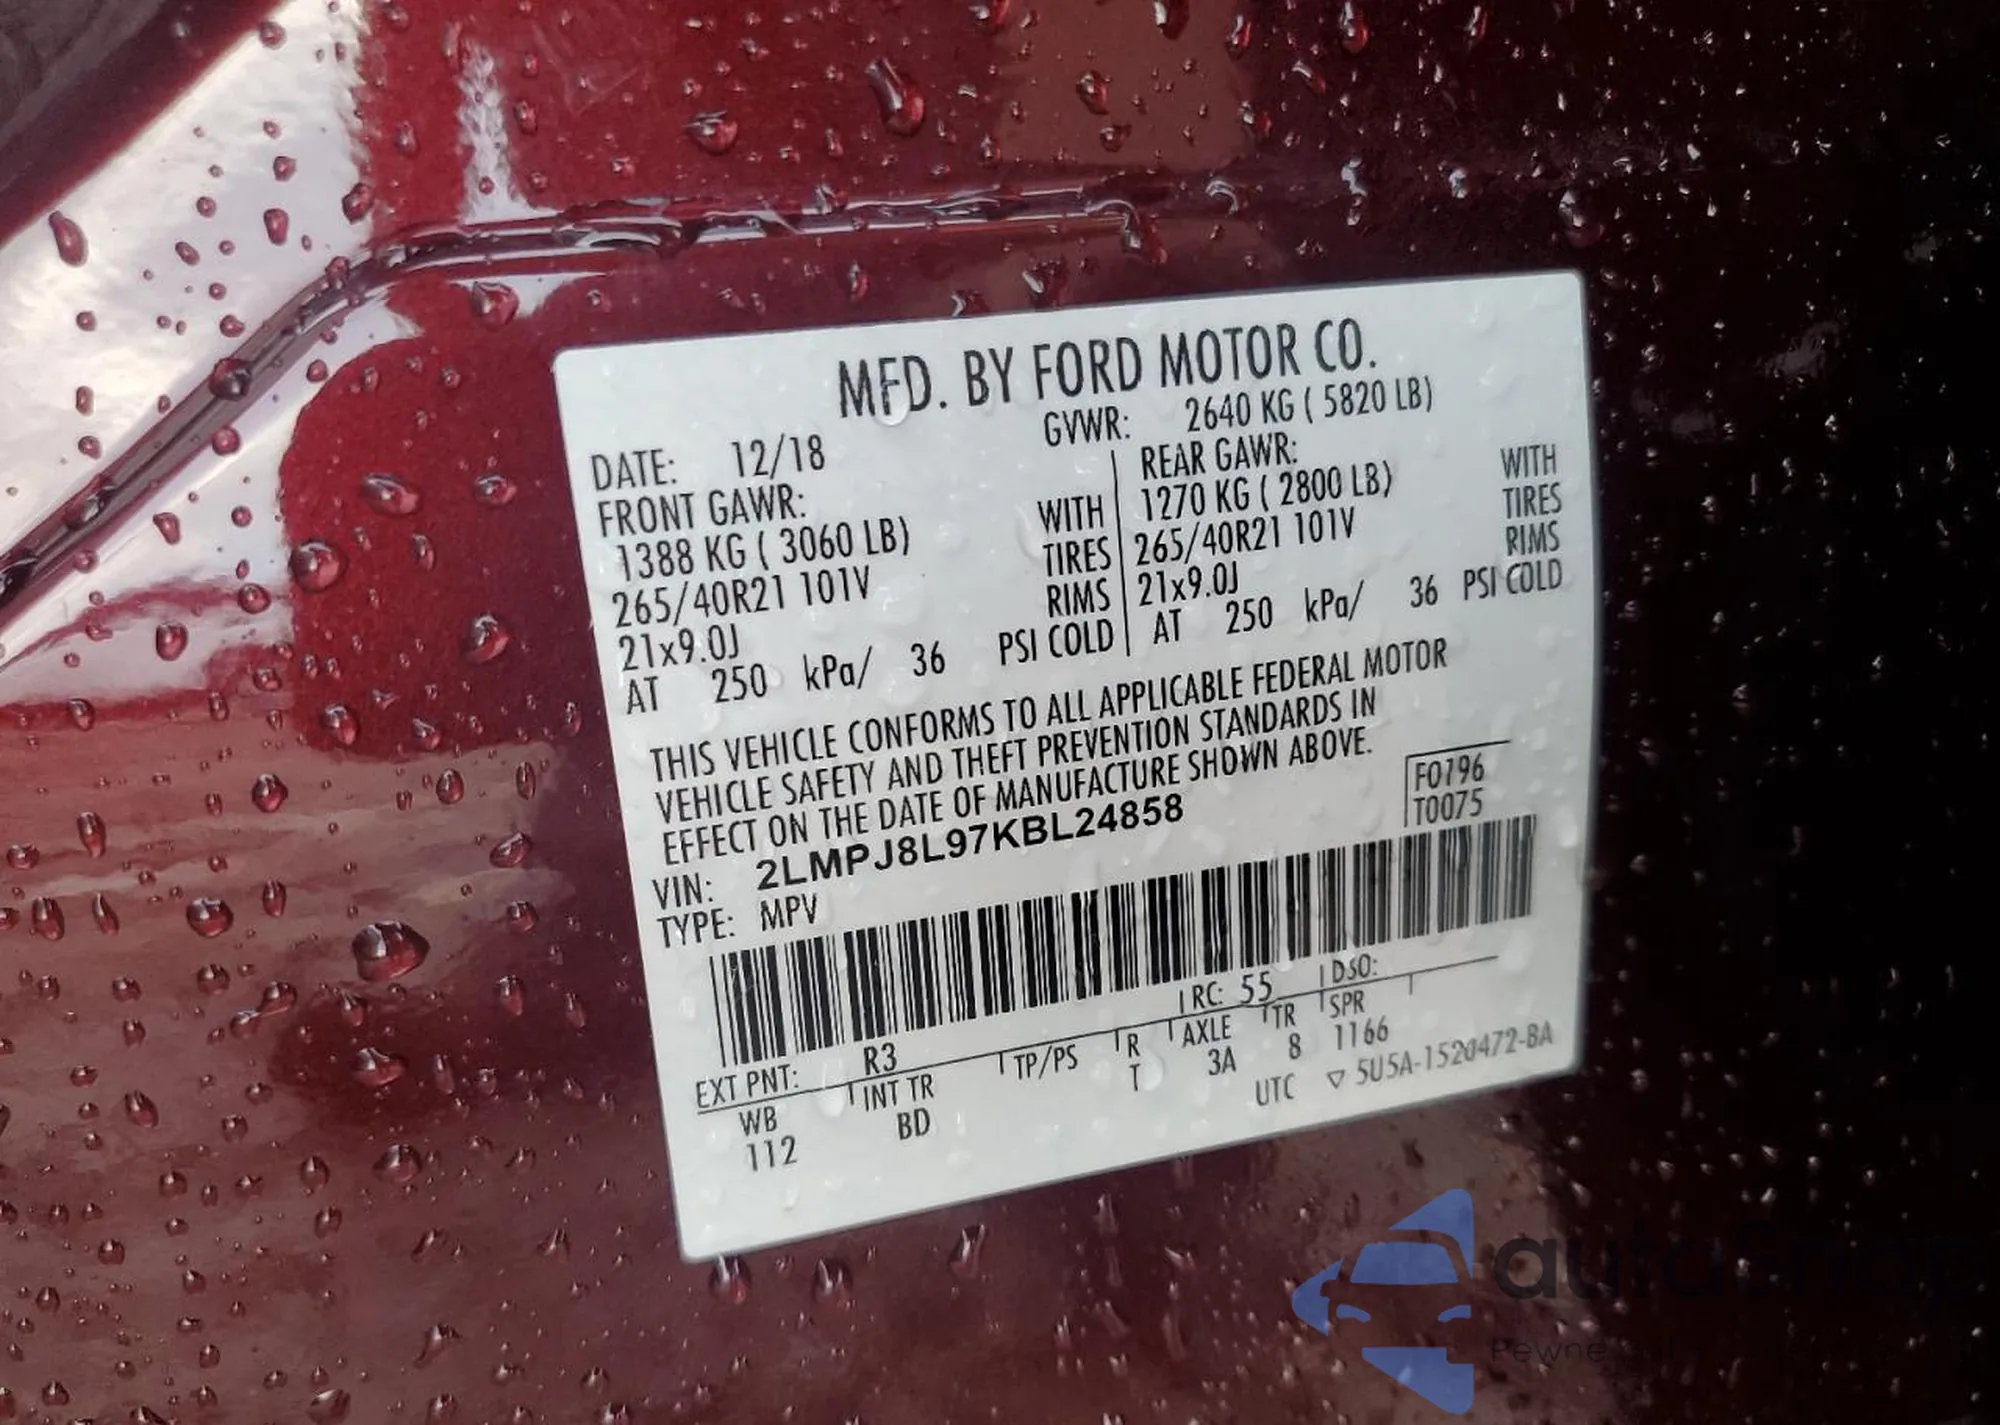 MFD. BY FORD MOTOR CO.
DATE: 12/18 GVWR: 2640 KG ( 5820 LB)
FRONT GAWR: REAR GAWR:
1388 KG ( 3060 LB) WITH 1270 KG ( 2800 LB) WITH
265/40R21 101V TIRES 265/40R21 101V TIRES
21x9.0J RIMS 21x9.0J RIMS
AT 250 kPa/ 36 PSI COLD AT 250 kPa/ 36 PSI COLD
THIS VEHICLE CONFORMS TO ALL APPLICABLE FEDERAL MOTOR
VEHICLE SAFETY AND THEFT PREVENTION STANDARDS IN
EFFECT ON THE DATE OF MANUFACTURE SHOWN ABOVE.
F0796
T0075
VIN: 2LMPJ8L97KBL24858
TYPE: MPV
EXT PNT: R3 RC: 55 DSO:
WB INT TR TP/PS R AXLE TR SPR
112 BD T 3A 8 1166
UTC ▽ 5U5A-1520472-BA
Pewne